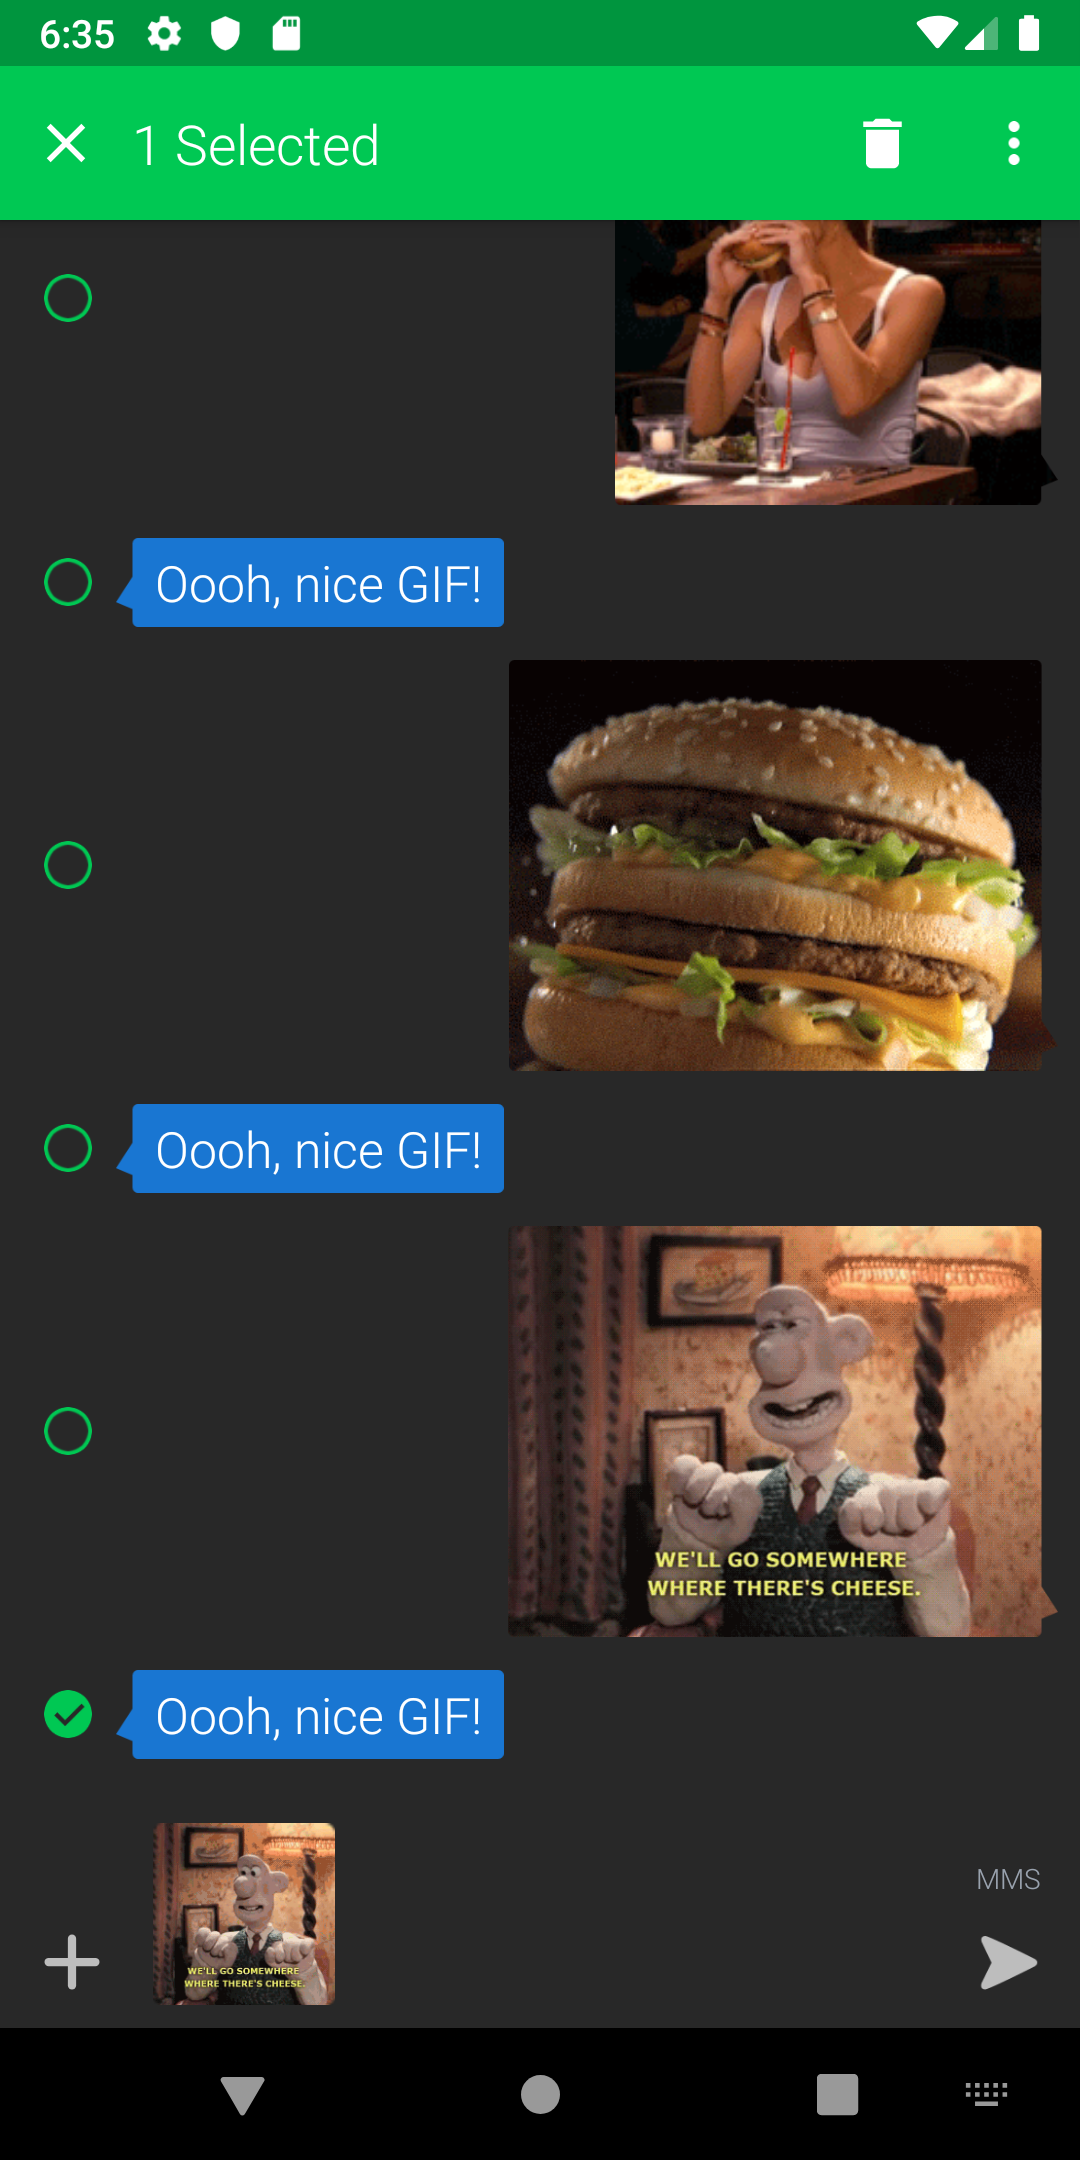 6:35
1 Selected
Oooh, nice GIF!
Oooh, nice GIF!
WE'LL GO SOMEWHERE
WHERE THERE'S CHEESE.
Oooh, nice GIF!
MMS
WE'LL GO SOMEWHERE
WHERE THERE'S CHEESE.